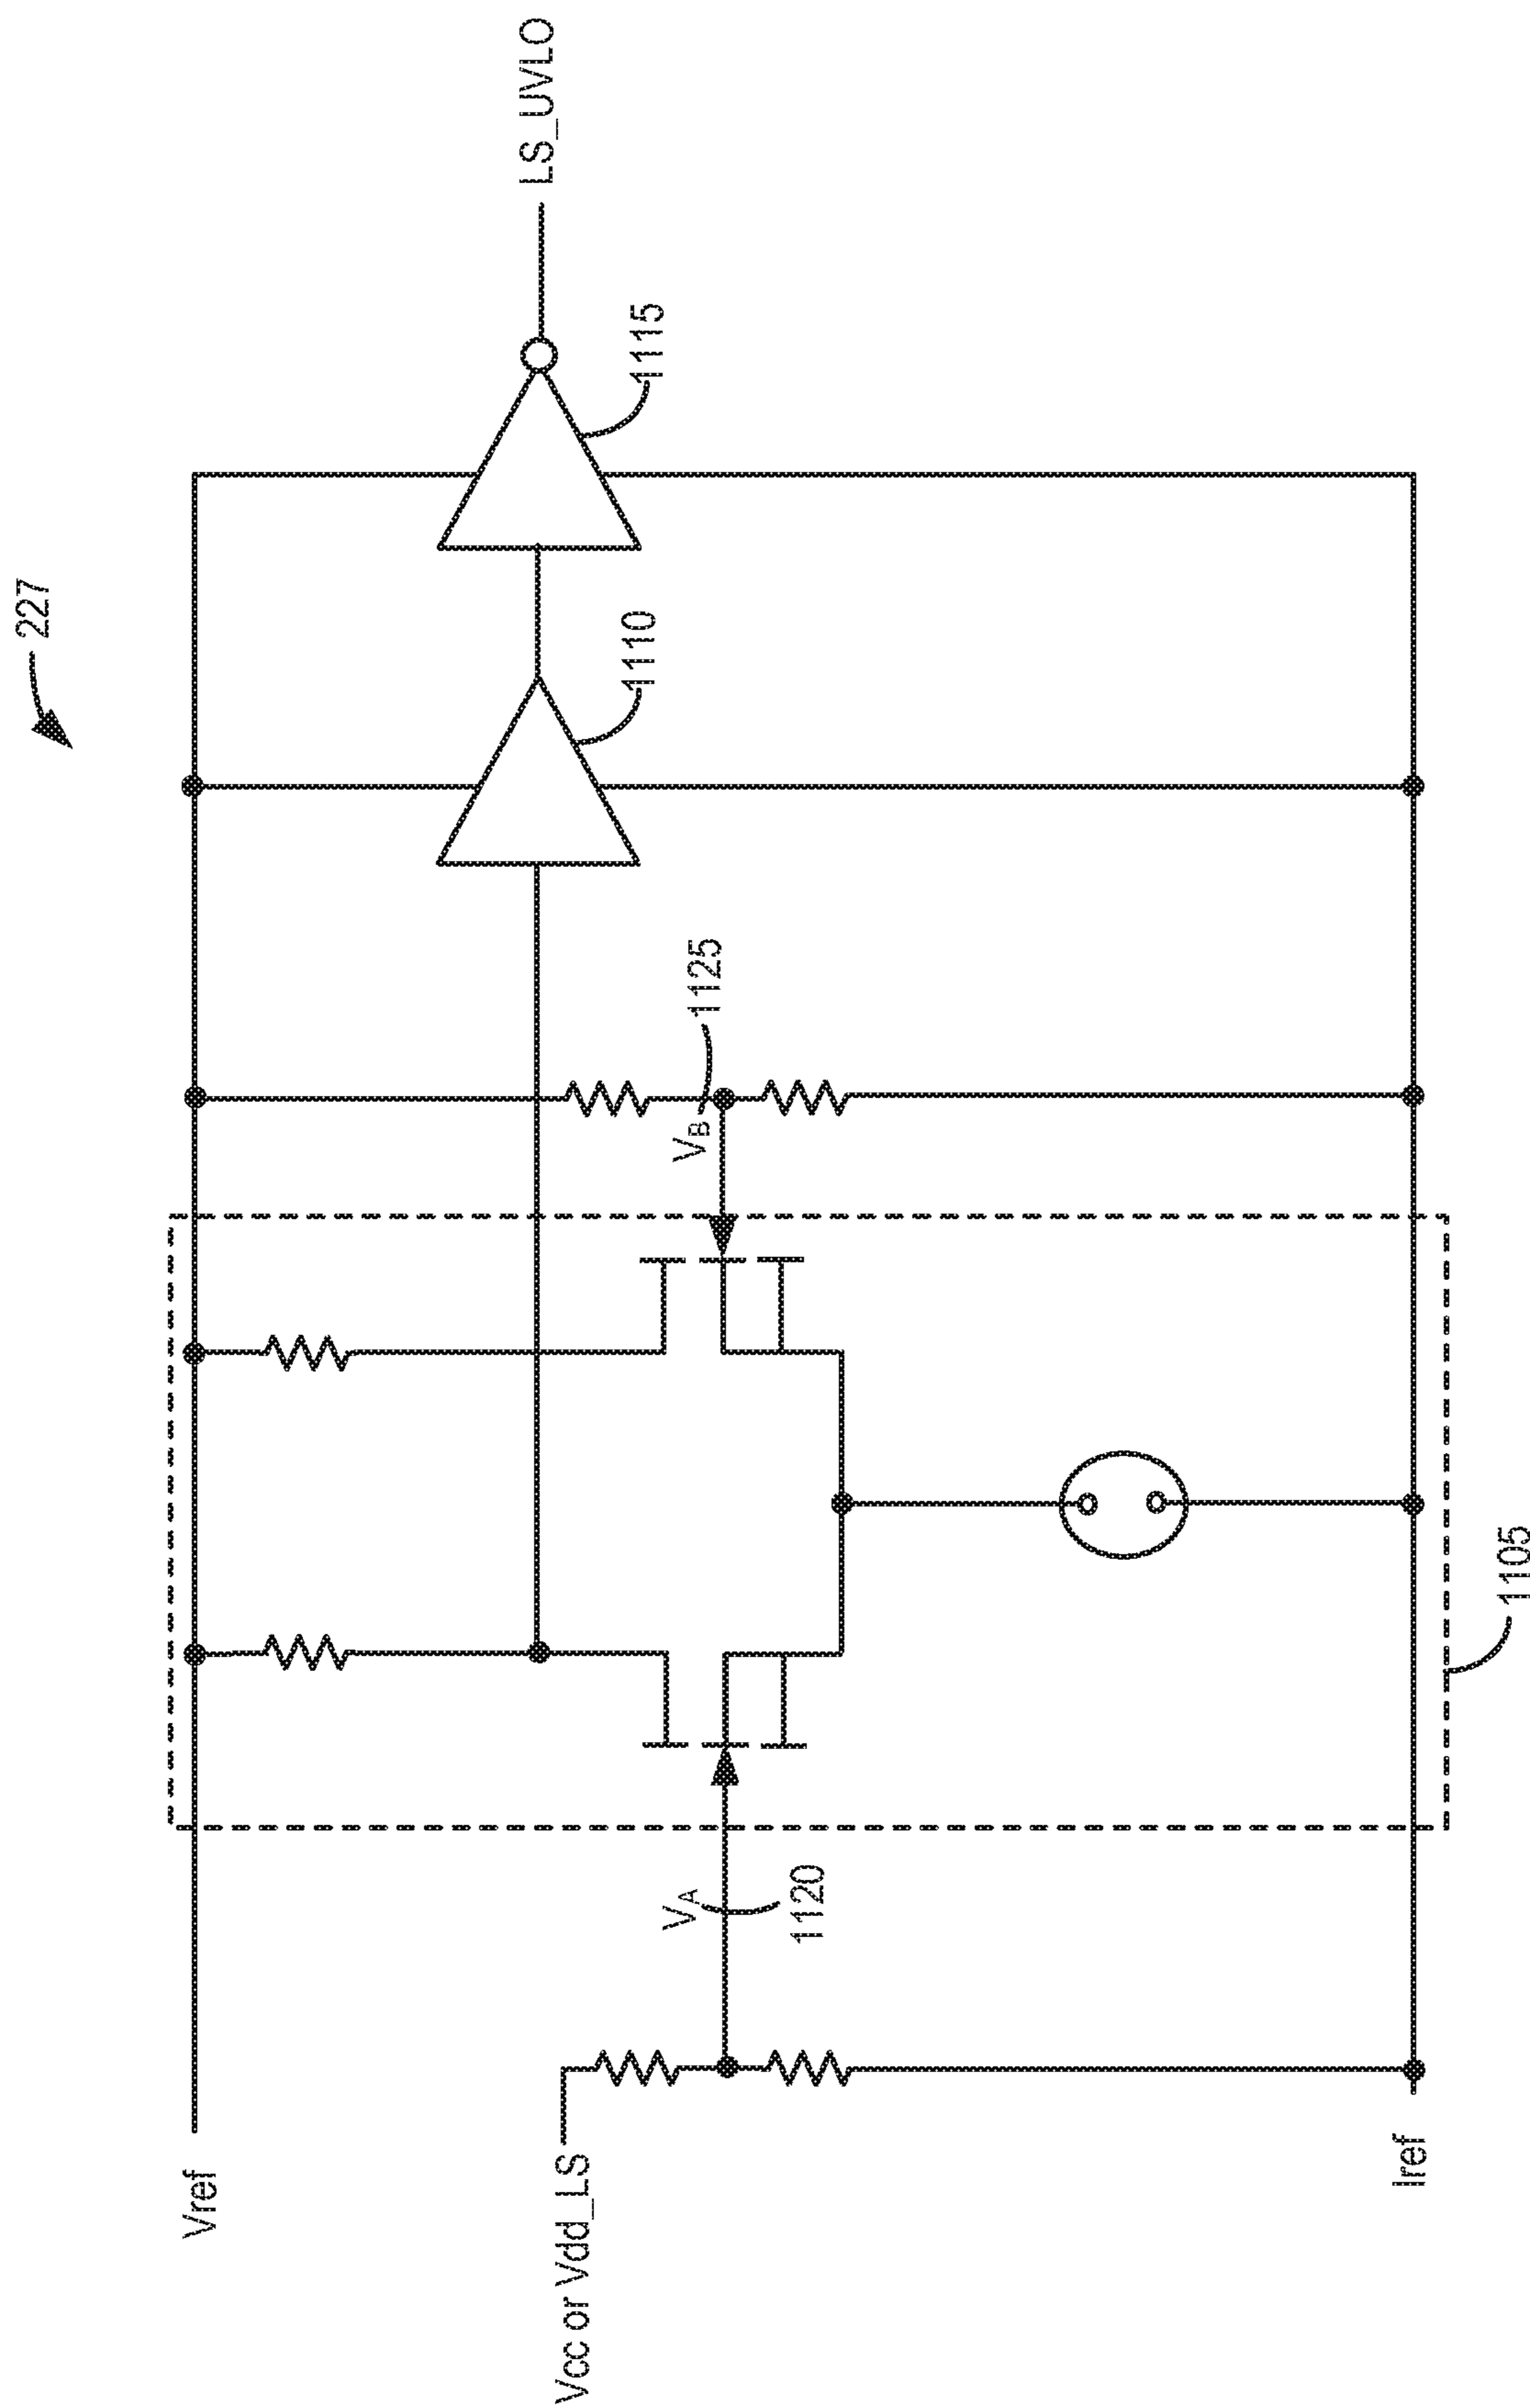 227
Vref
Vcc or Vdd_LS
VA
1120
VB
1125
1110
1115
LS_UVLO
Iref
1105